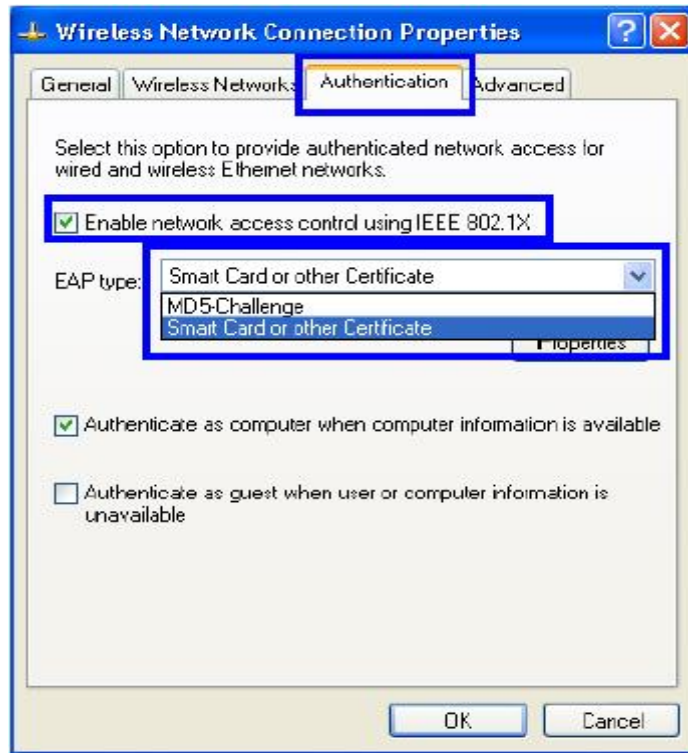 Wireless Network Connection Properties
General Wireless Networks Authentication Advanced
Select this option to provide authenticated network access for
wired and wireless Ethernet networks.
Enable network access control using IEEE 802.1X
EAP type: Smart Card or other Certificate
MD5-Challenge
Smart Card or other Certificate
Properties
Authenticate as computer when computer information is available
Authenticate as guest when user or computer information is
unavailable
OK Cancel